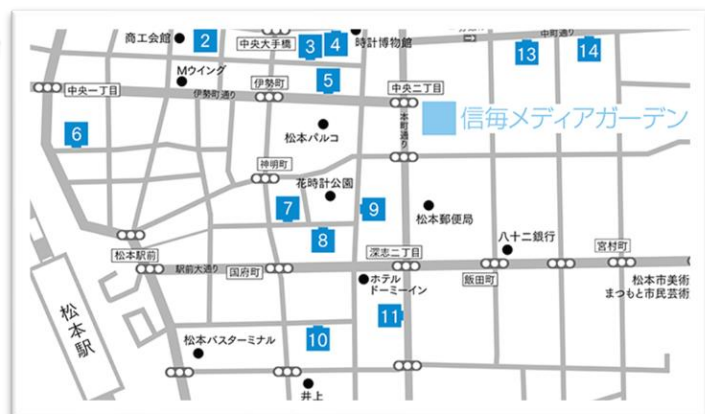 商工会館
2
中央大手橋
3
4
時計博物館
中町通り
13
14
Mウイング
伊勢町
5
中央二丁目
中央一丁目
伊勢町通り
6
松本パルコ
本町通り
信毎メディアガーデン
神明町
花時計公園
7
8
9
松本郵便局
八十二銀行
宮村町
松本駅前
駅前大通り
国府町
深志二丁目
飯田町
松本市美術
まつもと市民芸術
ホテル
ドーミーイン
松本駅
松本バスターミナル
10
11
井上